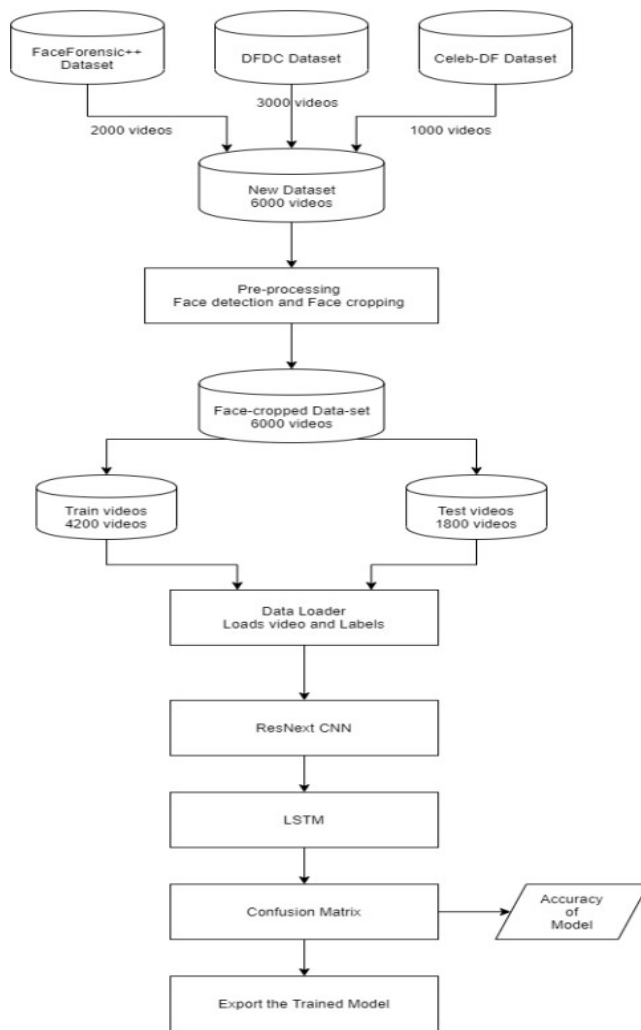 FaceForensic++
Dataset
DFDC Dataset
Celeb-DF Dataset
2000 videos
3000 videos
1000 videos
New Dataset
6000 videos
Pre-processing
Face detection and Face cropping
Face-cropped Data-set
6000 videos
Train videos
4200 videos
Test videos
1800 videos
Data Loader
Loads video and Labels
ResNext CNN
LSTM
Confusion Matrix
Accuracy
of
Model
Export the Trained Model